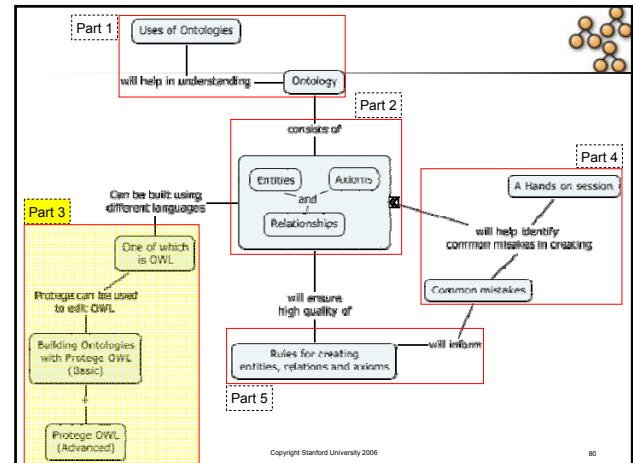 Part 1
Uses of Ontologies
will help in understanding
Ontology
Part 2
consists of
Entities
Axioms
and
Relationships
Part 4
A Hands on session
will help identify
common misakes in creating
Common mistakes
Can be built using
different languages
Part 3
One of which
is OWL
Protege can be used
to edit OWL
Building Ontologies
with Protege OWL
(Basic)
+
Protege OWL
(Advanced)
will ensure
high quality of
Rules for creating
entities, relations and axioms
will inform
Part 5
Copyright Stanford University 2006
80